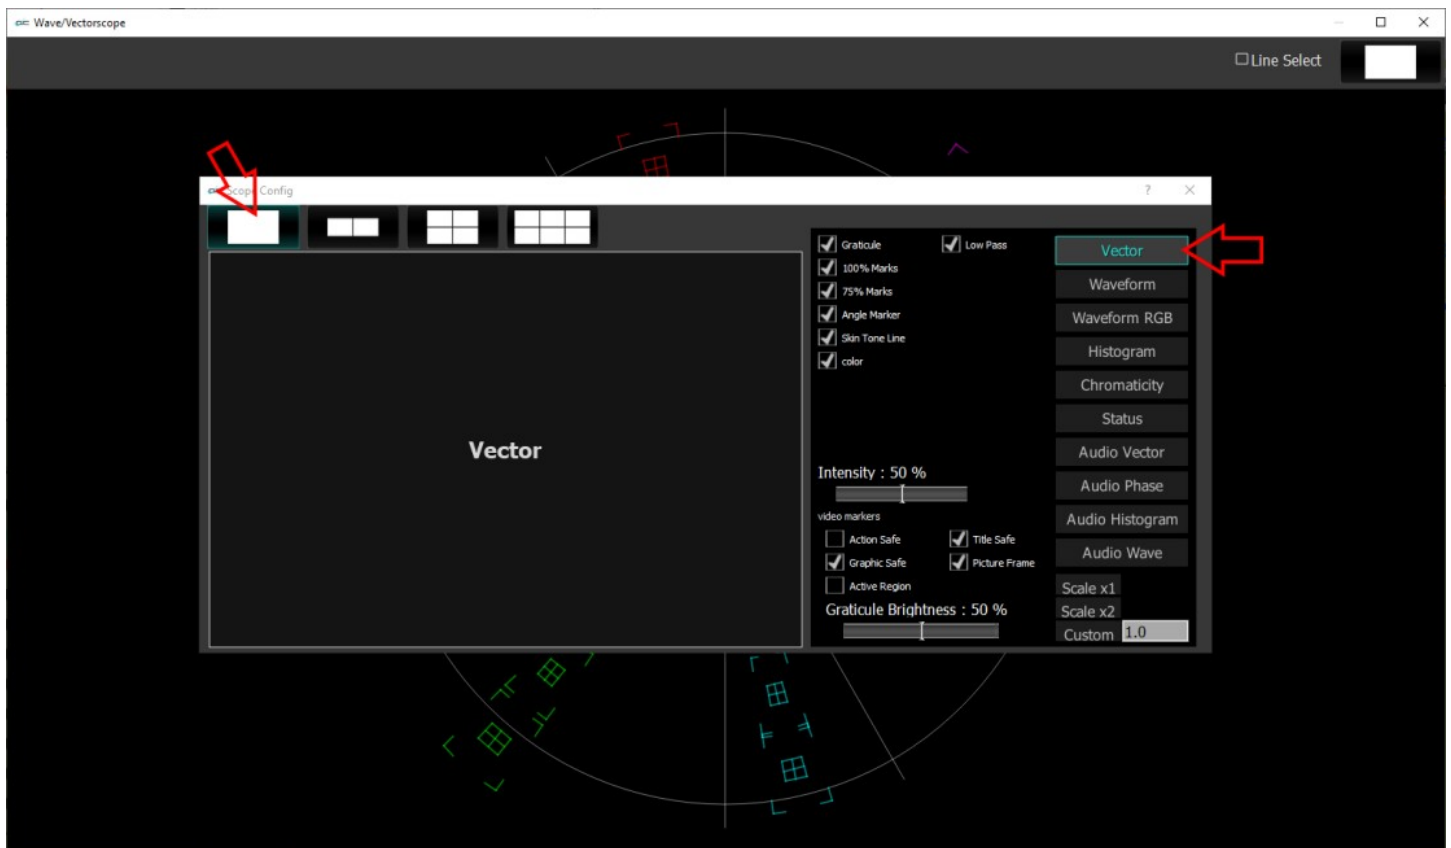 Wave/Vectorscope
Line Select
Scope Config
?
Graticule
Low Pass
100% Marks
75% Marks
Angle Marker
Skin Tone Line
color
Vector
Intensity : 50 %
video markers
Action Safe
Title Safe
Graphic Safe
Picture Frame
Active Region
Graticule Brightness : 50 %
Vector
Waveform
Waveform RGB
Histogram
Chromaticity
Status
Audio Vector
Audio Phase
Audio Histogram
Audio Wave
Scale x1
Scale x2
Custom 1.0